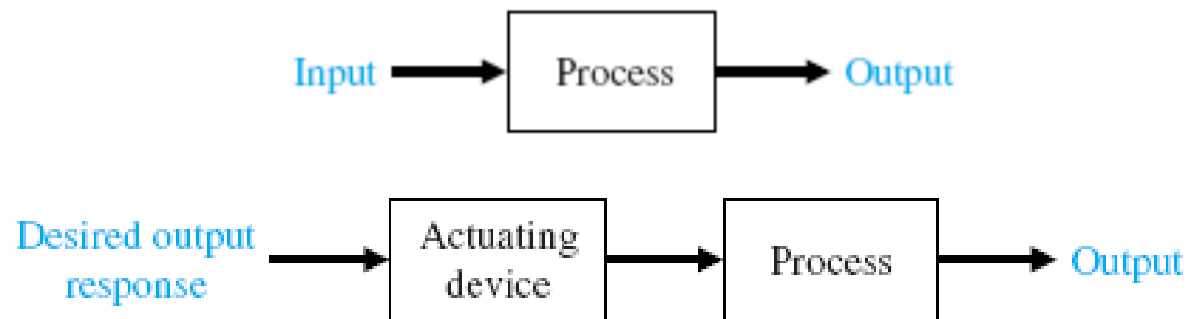 Input
Process
Output
Desired output
response
Actuating
device
Process
Output